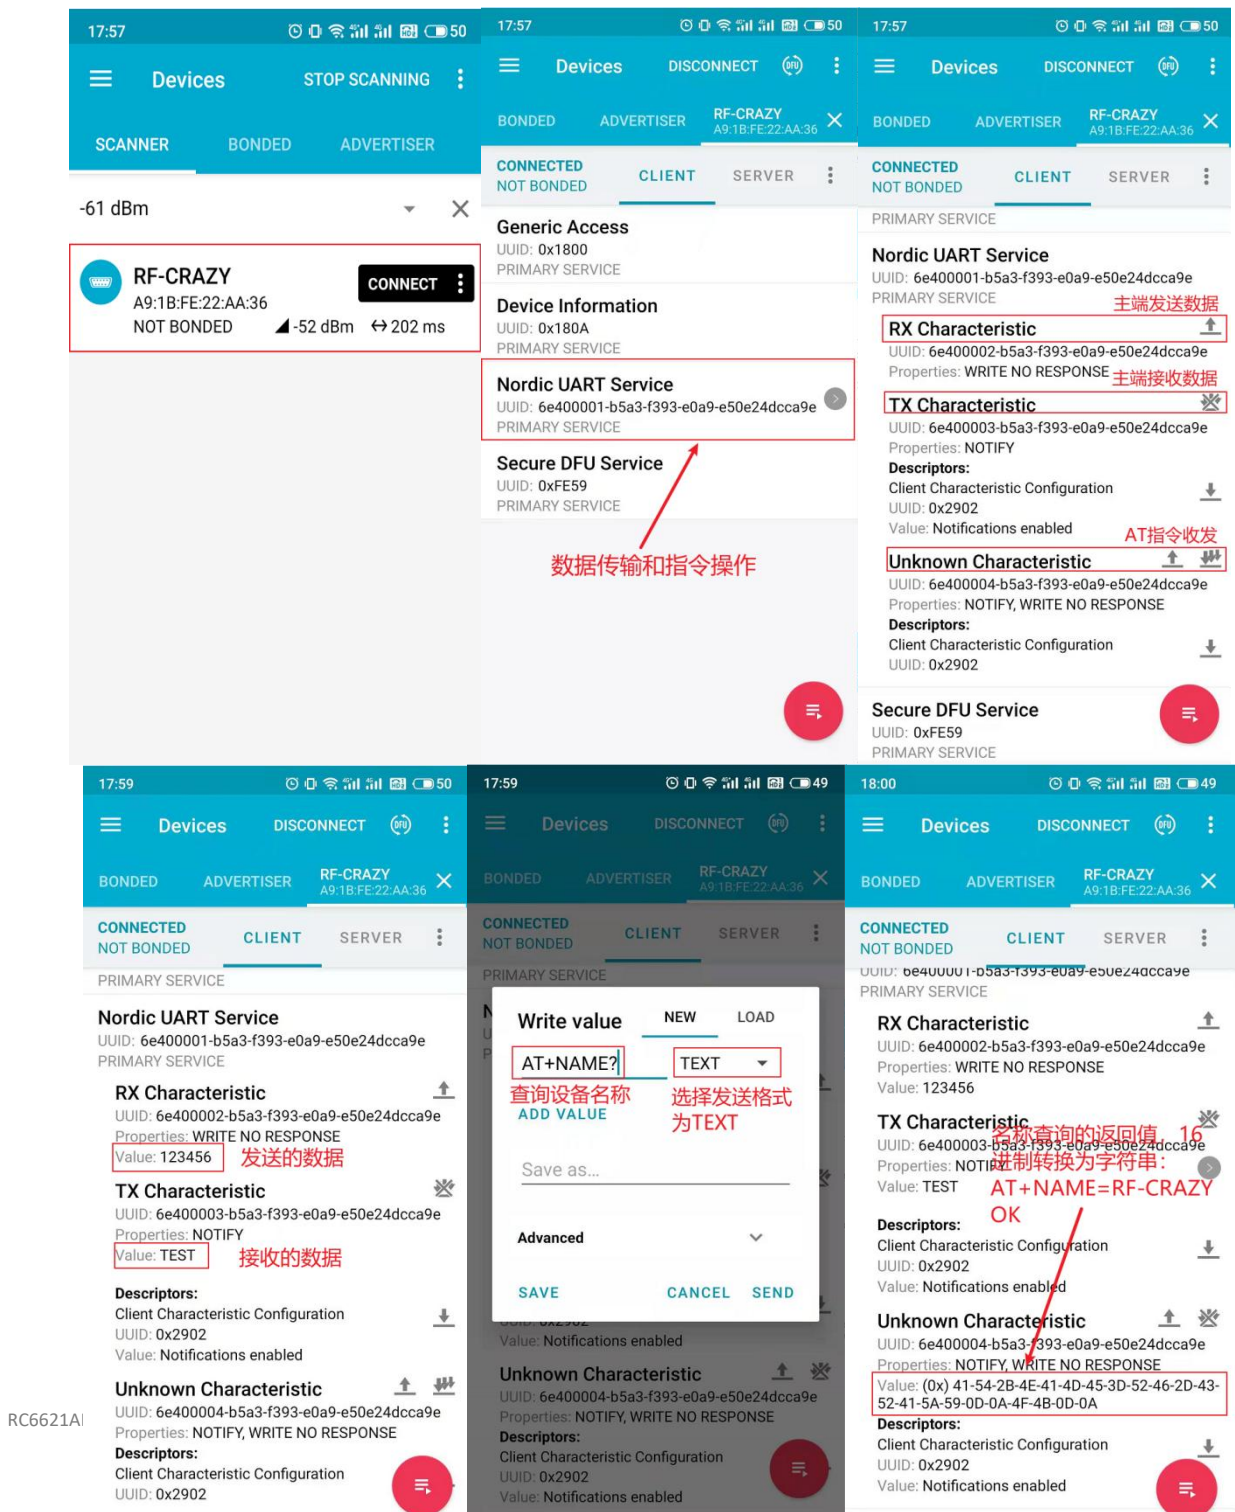 17:57
50
Devices
STOP SCANNING
SCANNER
BONDED
ADVERTISER
-61 dBm
RF-CRAZY
CONNECT
A9:1B:FE:22:AA:36
NOT BONDED
-52 dBm
202 ms
17:57
50
Devices
DISCONNECT
DFU
BONDED
ADVERTISER
RF-CRAZY
A9:1B:FE:22:AA:36
CONNECTED
NOT BONDED
CLIENT
SERVER
Generic Access
UUID: 0x1800
PRIMARY SERVICE
Device Information
UUID: 0x180A
PRIMARY SERVICE
Nordic UART Service
UUID: 6e400001-b5a3-f393-e0a9-e50e24dcca9e
PRIMARY SERVICE
Secure DFU Service
UUID: 0xFE59
PRIMARY SERVICE
数据传输和指令操作
17:57
50
Devices
DISCONNECT
DFU
BONDED
ADVERTISER
RF-CRAZY
A9:1B:FE:22:AA:36
CONNECTED
NOT BONDED
CLIENT
SERVER
PRIMARY SERVICE
Nordic UART Service
UUID: 6e400001-b5a3-f393-e0a9-e50e24dcca9e
PRIMARY SERVICE
主端发送数据
RX Characteristic
UUID: 6e400002-b5a3-f393-e0a9-e50e24dcca9e
Properties: WRITE NO RESPONSE
主端接收数据
TX Characteristic
UUID: 6e400003-b5a3-f393-e0a9-e50e24dcca9e
Properties: NOTIFY
Descriptors:
Client Characteristic Configuration
UUID: 0x2902
Value: Notifications enabled
AT指令收发
Unknown Characteristic
UUID: 6e400004-b5a3-f393-e0a9-e50e24dcca9e
Properties: NOTIFY, WRITE NO RESPONSE
Descriptors:
Client Characteristic Configuration
UUID: 0x2902
Secure DFU Service
UUID: 0xFE59
PRIMARY SERVICE
17:59
50
Devices
DISCONNECT
DFU
BONDED
ADVERTISER
RF-CRAZY
A9:1B:FE:22:AA:36
CONNECTED
NOT BONDED
CLIENT
SERVER
PRIMARY SERVICE
Nordic UART Service
UUID: 6e400001-b5a3-f393-e0a9-e50e24dcca9e
PRIMARY SERVICE
RX Characteristic
UUID: 6e400002-b5a3-f393-e0a9-e50e24dcca9e
Properties: WRITE NO RESPONSE
Value: 123456
发送的数据
TX Characteristic
UUID: 6e400003-b5a3-f393-e0a9-e50e24dcca9e
Properties: NOTIFY
Value: TEST
接收的数据
Descriptors:
Client Characteristic Configuration
UUID: 0x2902
Value: Notifications enabled
Unknown Characteristic
UUID: 6e400004-b5a3-f393-e0a9-e50e24dcca9e
Properties: NOTIFY, WRITE NO RESPONSE
Descriptors:
Client Characteristic Configuration
UUID: 0x2902
RC6621A
17:59
49
Devices
DISCONNECT
DFU
BONDED
ADVERTISER
RF-CRAZY
A9:1B:FE:22:AA:36
CONNECTED
NOT BONDED
CLIENT
SERVER
PRIMARY SERVICE
Write value
NEW
LOAD
AT+NAME?
TEXT
查询设备名称
选择发送格式
为TEXT
ADD VALUE
Save as...
Advanced
SAVE
CANCEL
SEND
Value: Notifications enabled
Unknown Characteristic
UUID: 6e400004-b5a3-f393-e0a9-e50e24dcca9e
Properties: NOTIFY, WRITE NO RESPONSE
Descriptors:
Client Characteristic Configuration
UUID: 0x2902
Value: Notifications enabled
18:00
49
Devices
DISCONNECT
DFU
BONDED
ADVERTISER
RF-CRAZY
A9:1B:FE:22:AA:36
CONNECTED
NOT BONDED
CLIENT
SERVER
UUID: 6e400001-b5a3-f393-e0a9-e50e24dcca9e
PRIMARY SERVICE
RX Characteristic
UUID: 6e400002-b5a3-f393-e0a9-e50e24dcca9e
Properties: WRITE NO RESPONSE
Value: 123456
TX Characteristic
UUID: 6e400003-b5a3-f393-e0a9-e50e24dcca9e
Properties: NOTIFY
Value: TEST
名称查询的返回值，16
进制转换为字符串：
AT+NAME=RF-CRAZY
OK
Descriptors:
Client Characteristic Configuration
UUID: 0x2902
Value: Notifications enabled
Unknown Characteristic
UUID: 6e400004-b5a3-f393-e0a9-e50e24dcca9e
Properties: NOTIFY, WRITE NO RESPONSE
Value: (0x) 41-54-2B-4E-41-4D-45-3D-52-46-2D-43-
52-41-5A-59-0D-0A-4F-4B-0D-0A
Descriptors:
Client Characteristic Configuration
UUID: 0x2902
Value: Notifications enabled